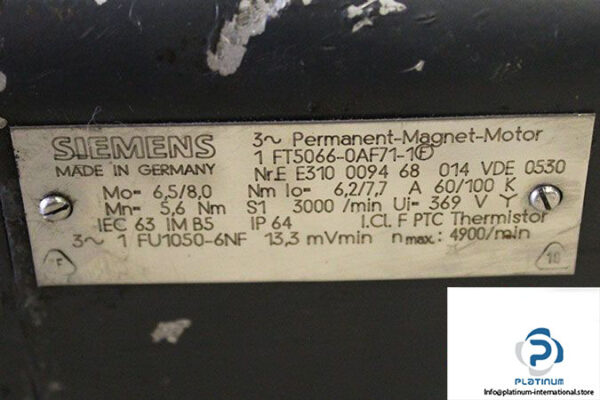 SIEMENS
MADE IN GERMANY
3~ Permanent-Magnet-Motor
1 FT5066-0AF71-1 E
Nr.E E310 0094 68 014 VDE 0530
Mo= 6,5/8,0 Nm Io= 6,2/7,7 A 60/100 K
Mn= 5,6 Nm S1 3000 /min Ui= 369 V Y
IEC 63 IM B5 IP 64 I.CL F PTC Thermistor
3~ 1 FU1050-6NF 13,3 mVmin nmax: 4900/min
F
10
PLATINUM
Info@platinum-international.store